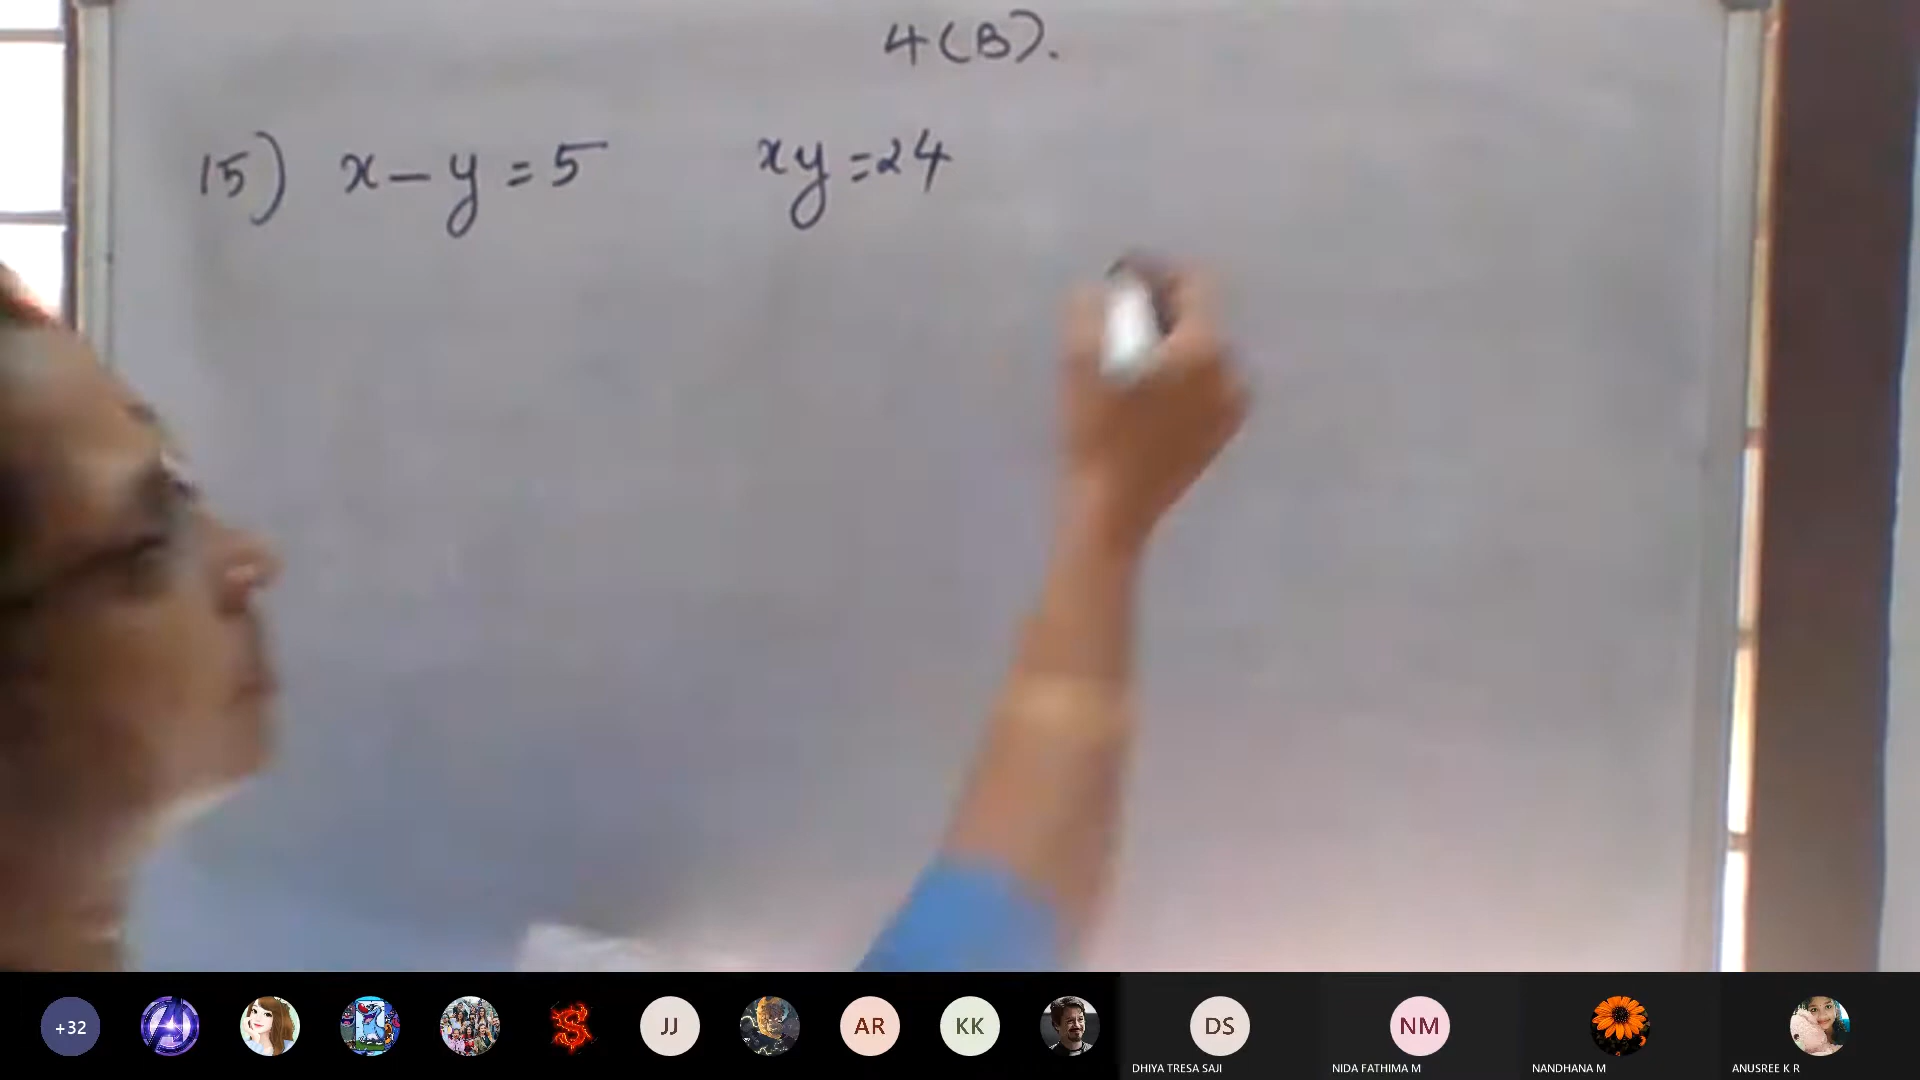 4(B).
15) x - y = 5 xy = 24
+32 JJ AR KK DS NM
DHIYA TRESA SAJI NIDA FATHIMA M NANDHANA M ANUSREE K R